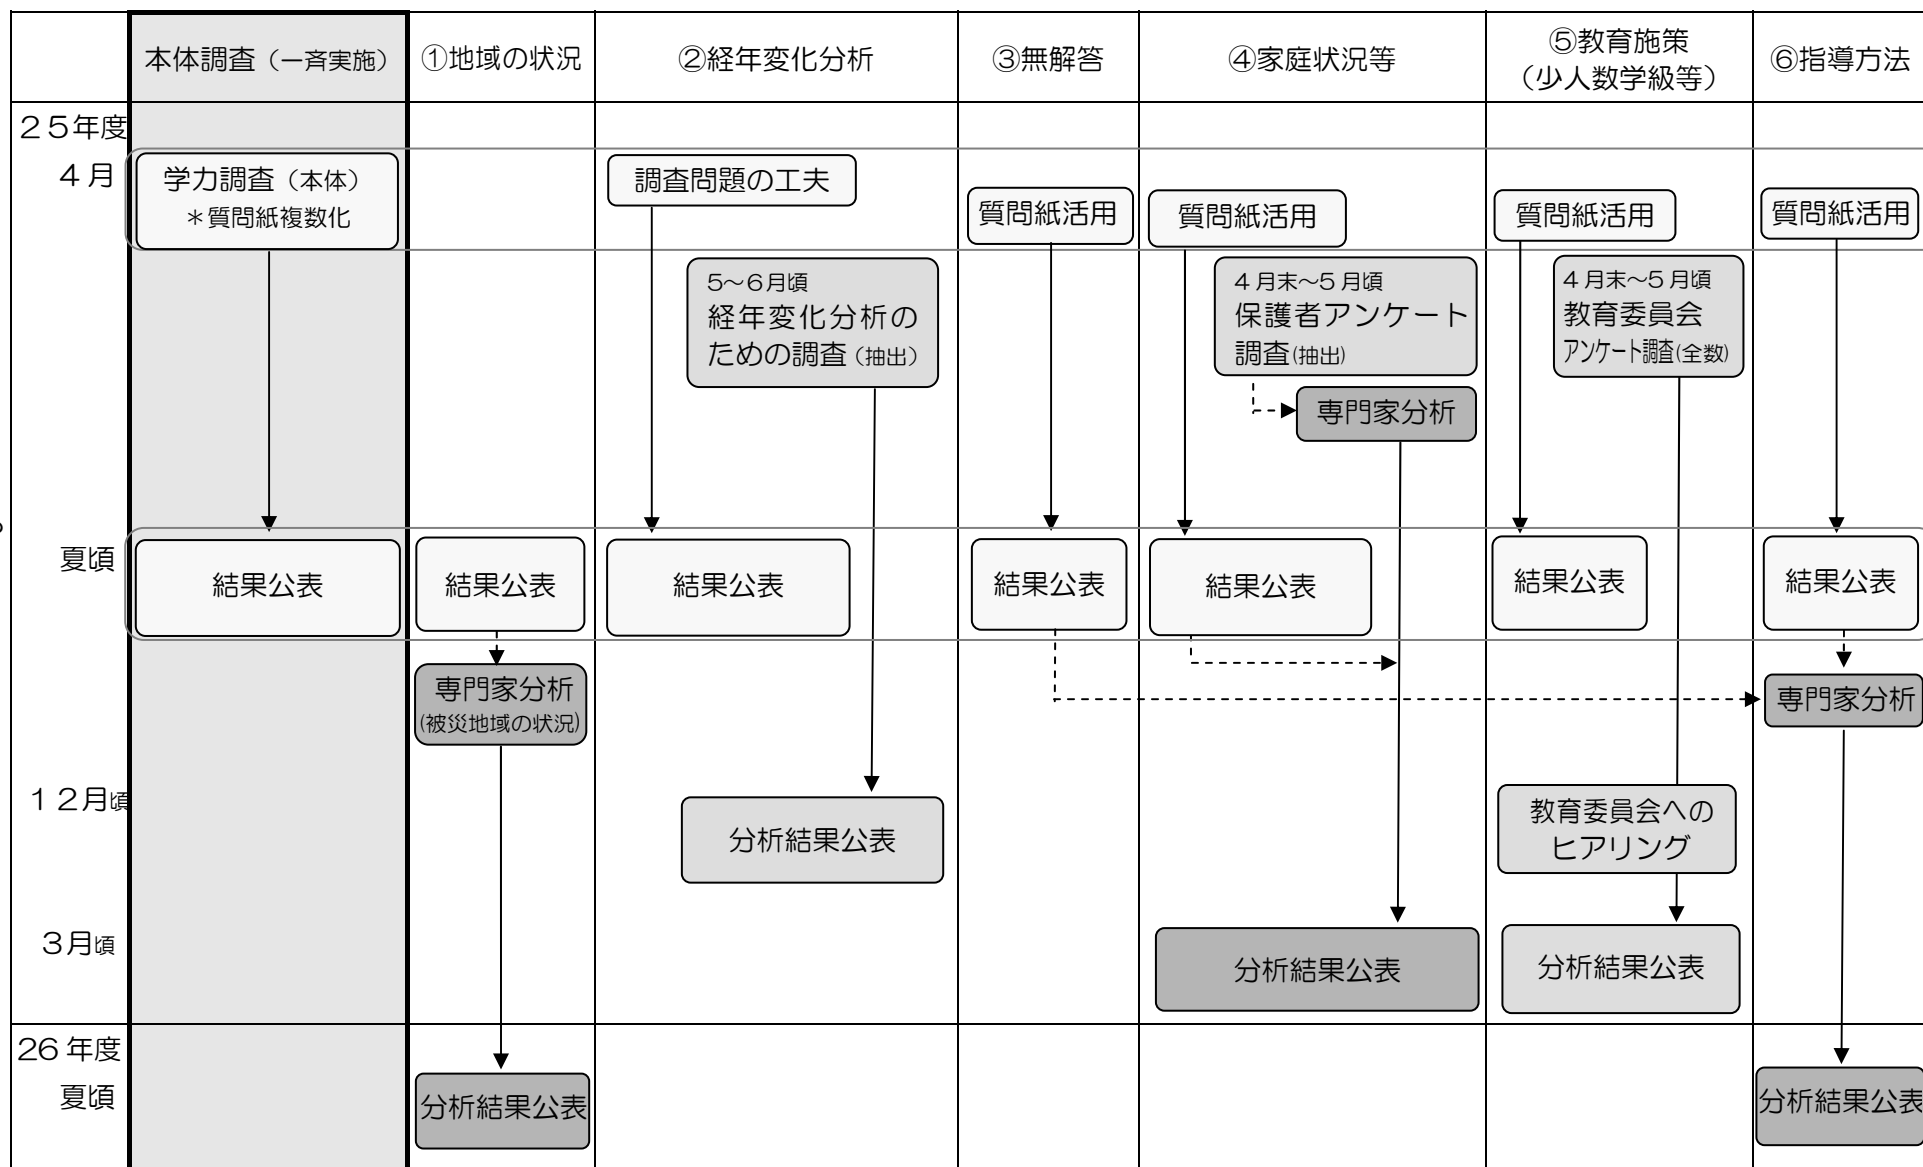 本体調査（一斉実施）
①地域の状況
②経年変化分析
③無解答
④家庭状況等
⑤教育施策
（少人数学級等）
⑥指導方法
２５年度
４月
学力調査（本体）
＊質問紙複数化
調査問題の工夫
質問紙活用
質問紙活用
質問紙活用
質問紙活用
5～６月頃
経年変化分析の
ための調査（抽出）
４月末～５月頃
保護者アンケート
調査(抽出)
４月末～５月頃
教育委員会
アンケート調査(全数)
専門家分析
夏頃
結果公表
結果公表
結果公表
結果公表
結果公表
結果公表
結果公表
専門家分析
(被災地域の状況)
専門家分析
１２月頃
分析結果公表
教育委員会への
ヒアリング
３月頃
分析結果公表
分析結果公表
26年度
夏頃
分析結果公表
分析結果公表